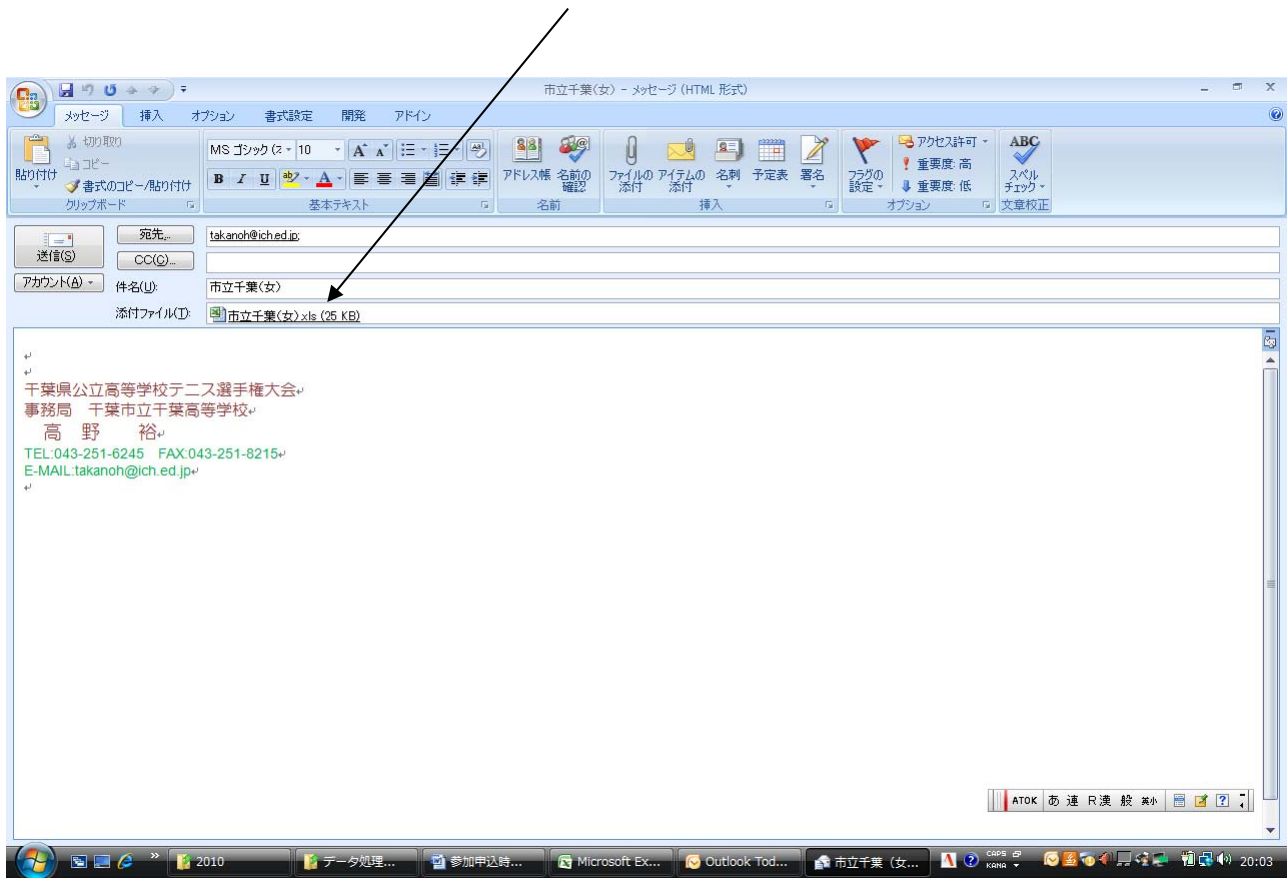 市立千葉(女) - メッセージ (HTML 形式)
メッセージ 挿入 オプション 書式設定 開発 アドイン
貼り付け
切り取り
コピー
書式のコピー/貼り付け
クリップボード
MS ゴシック (ス 10
B I U
基本テキスト
アドレス帳 名前の確認
名前
ファイルの添付 アイテムの添付 名刺 予定表 署名
挿入
フラグの設定
アクセス許可
重要度: 高
重要度: 低
オプション
ABC
スペルチェック
文章校正
送信(S)
アカウント(A)
宛先... takanoh@ich.ed.jp;
CC(C)...
件名(U): 市立千葉(女)
添付ファイル(T): 市立千葉(女).xls (25 KB)
千葉県公立高等学校テニス選手権大会
事務局 千葉市立千葉高等学校
高 野 裕
TEL:043-251-6245 FAX:043-251-8215
E-MAIL:takanoh@ich.ed.jp
ATOK あ 連 R漢 般 英小
2010 データ処理... 参加申込時... Microsoft Ex... Outlook Tod... 市立千葉（女... A CAPS KANA 20:03